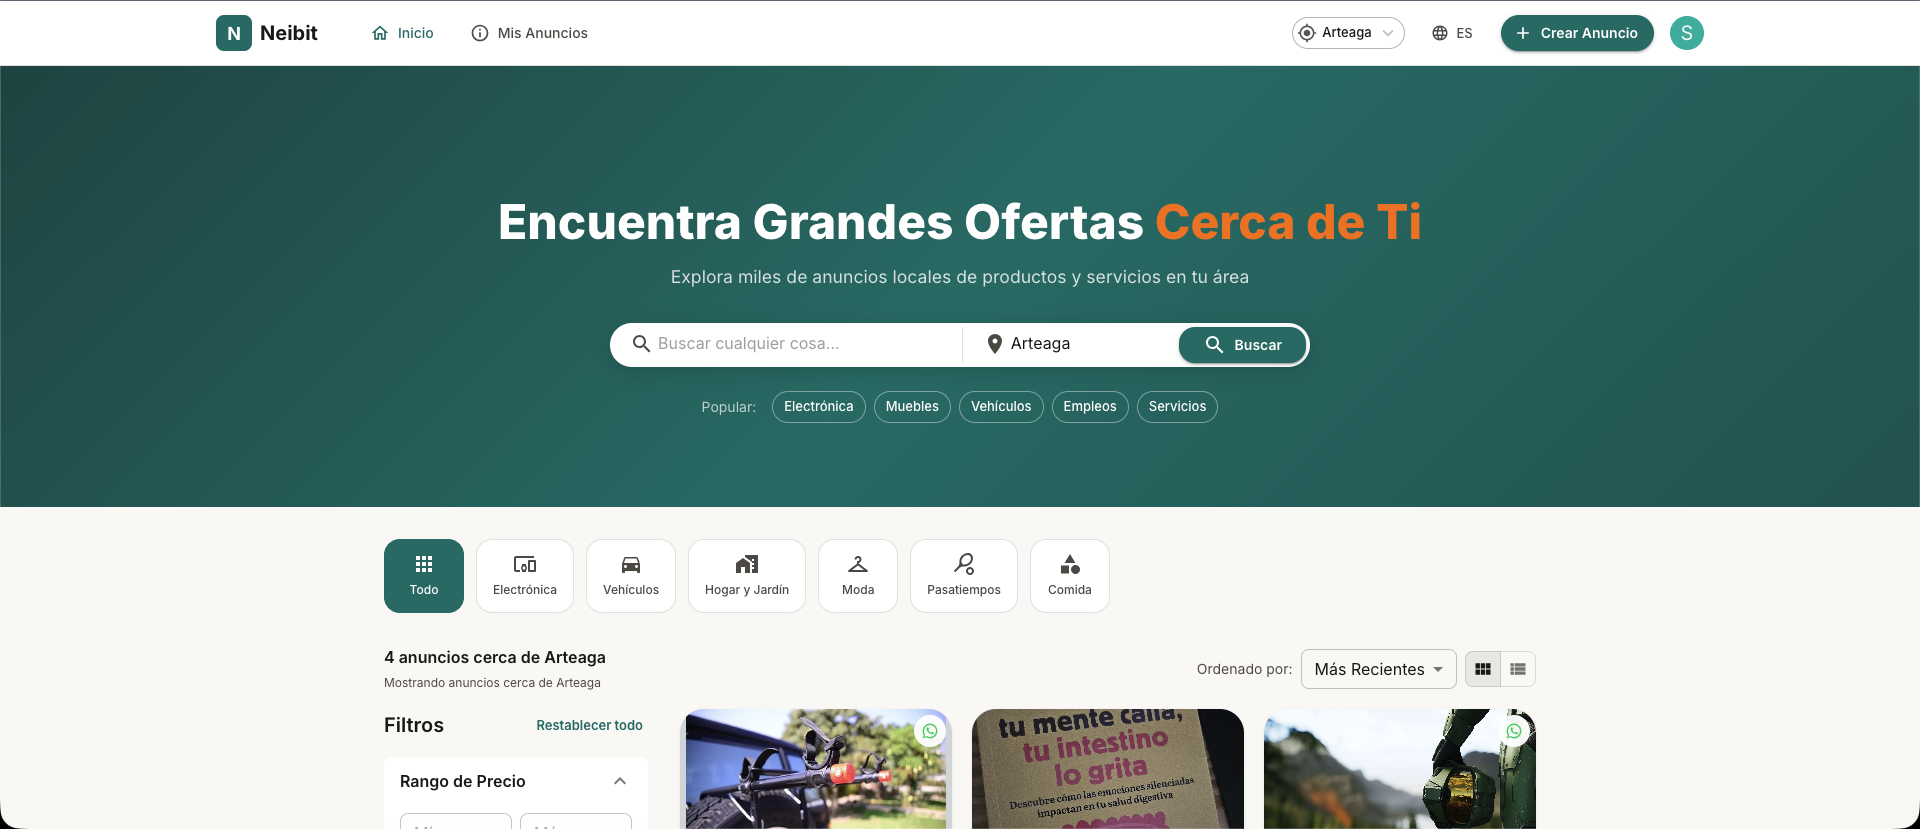 N Neibit
Inicio
Mis Anuncios
Arteaga
ES
Crear Anuncio
S
Encuentra Grandes Ofertas Cerca de Ti
Explora miles de anuncios locales de productos y servicios en tu área
Buscar cualquier cosa...
Arteaga
Buscar
Popular:
Electrónica
Muebles
Vehículos
Empleos
Servicios
Todo
Electrónica
Vehículos
Hogar y Jardín
Moda
Pasatiempos
Comida
4 anuncios cerca de Arteaga
Mostrando anuncios cerca de Arteaga
Ordenado por:
Más Recientes
Filtros
Restablecer todo
Rango de Precio
tu mente calla,
tu intestino
lo grita
Descubre cómo las emociones silenciadas
impactan en tu salud digestiva